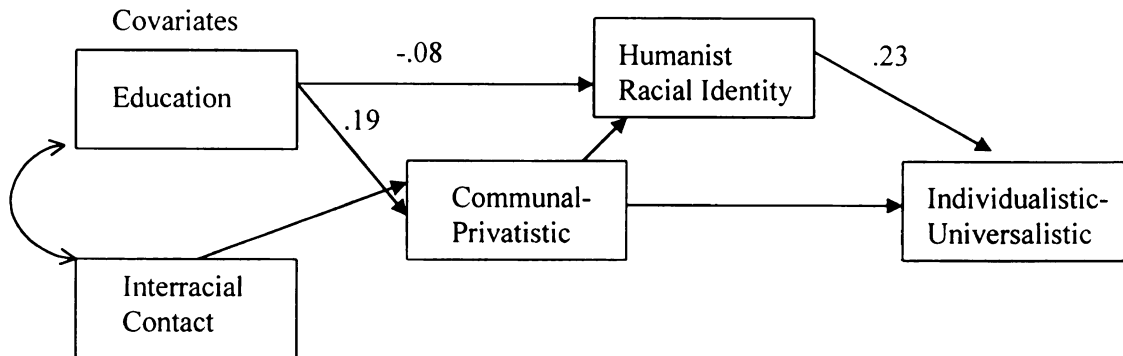 Covariates
Education
-.08
.19
Humanist
Racial Identity
.23
Communal-
Privatistic
Individualistic-
Universalistic
Interracial
Contact